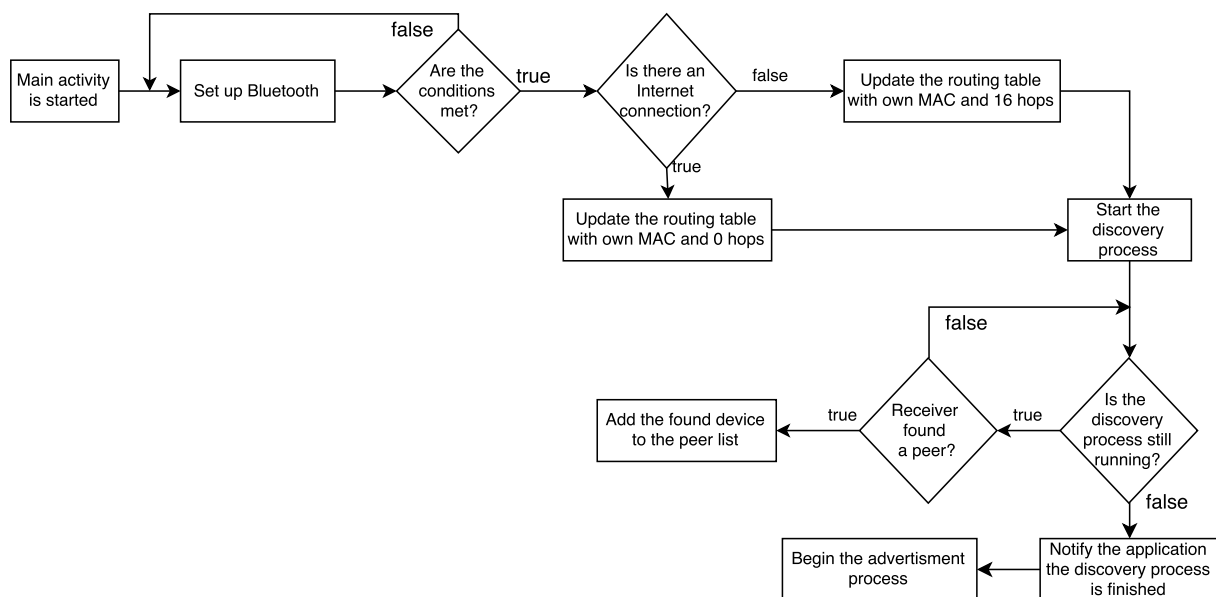 false
Main activity
is started
Set up Bluetooth
Are the
conditions
met?
true
Is there an
Internet
connection?
false
Update the routing table
with own MAC and 16 hops
true
Update the routing table
with own MAC and 0 hops
Start the
discovery
process
false
Add the found device
to the peer list
true
Receiver
found
a peer?
true
Is the
discovery
process still
running?
false
Begin the advertisment
process
Notify the application
the discovery process
is finished